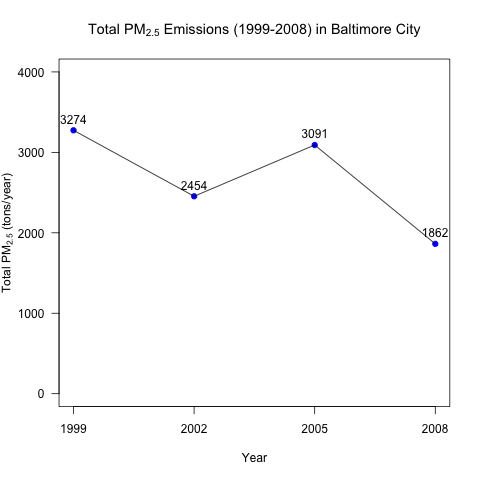 Total PM2.5 Emissions (1999-2008) in Baltimore City
Total PM2.5 (tons/year)
4000
3000
2000
1000
0
3274
2454
3091
1862
1999 2002 2005 2008
Year